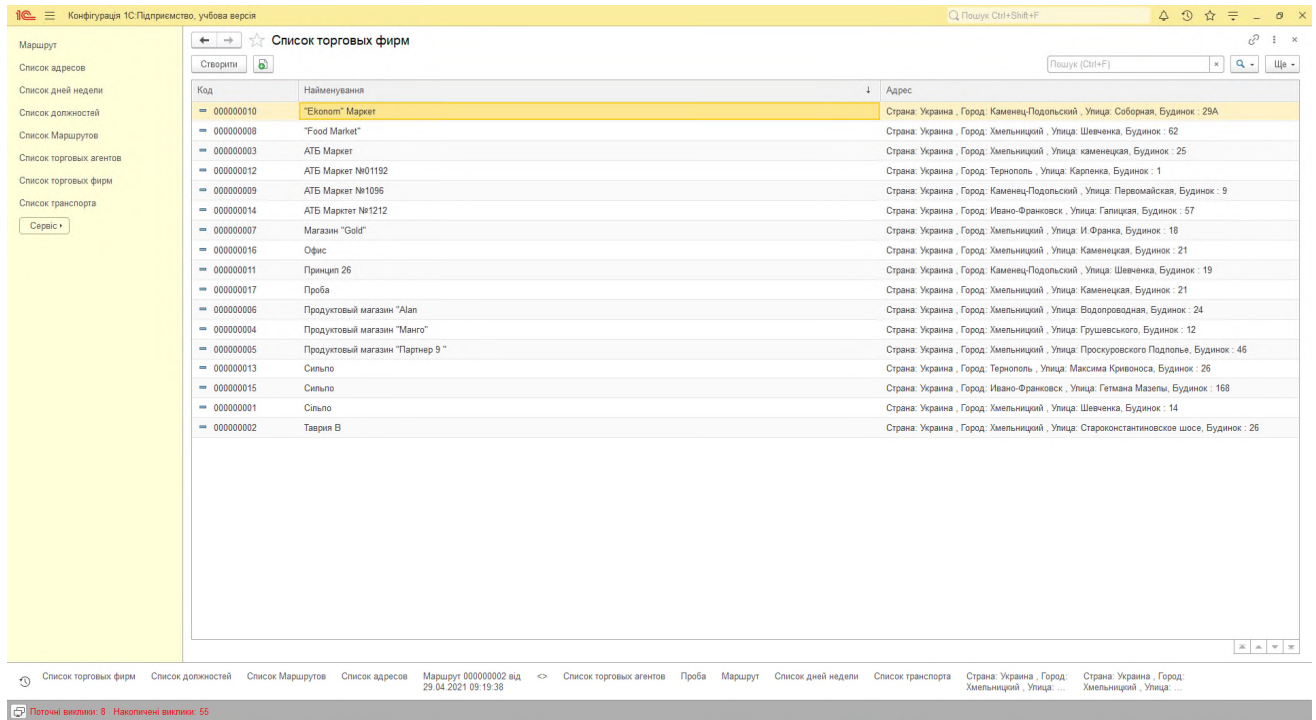 1С Конфігурація 1С:Підприємство, учбова версія Пошук Ctrl+Shift+F
Маршрут
Список адресов
Список дней недели
Список должностей
Список Маршрутов
Список торговых агентов
Список торговых фирм
Список транспорта
Сервіс
Список торговых фирм
Створити Пошук (Ctrl+F) × Ще
Код Найменування ↓ Адрес
000000010 "Ekonom" Маркет Страна: Украина , Город: Каменец-Подольский , Улица: Соборная, Будинок : 29А
000000008 "Food Market" Страна: Украина , Город: Хмельницкий , Улица: Шевченка, Будинок : 62
000000003 АТБ Маркет Страна: Украина , Город: Хмельницкий , Улица: каменецкая, Будинок : 25
000000012 АТБ Маркет №01192 Страна: Украина , Город: Тернополь , Улица: Карпенка, Будинок : 1
000000009 АТБ Маркет №1096 Страна: Украина , Город: Каменец-Подольский , Улица: Первомайская, Будинок : 9
000000014 АТБ Марктет №1212 Страна: Украина , Город: Ивано-Франковск , Улица: Галицкая, Будинок : 57
000000007 Магазин "Gold" Страна: Украина , Город: Хмельницкий , Улица: И.Франка, Будинок : 18
000000016 Офис Страна: Украина , Город: Хмельницкий , Улица: Каменецкая, Будинок : 21
000000011 Принцип 26 Страна: Украина , Город: Каменец-Подольский , Улица: Шевченка, Будинок : 19
000000017 Проба Страна: Украина , Город: Хмельницкий , Улица: Каменецкая, Будинок : 21
000000006 Продуктовый магазин "Alan Страна: Украина , Город: Хмельницкий , Улица: Водопроводная, Будинок : 24
000000004 Продуктовый магазин "Манго" Страна: Украина , Город: Хмельницкий , Улица: Грушевського, Будинок : 12
000000005 Продуктовый магазин "Партнер 9 " Страна: Украина , Город: Хмельницкий , Улица: Проскуровского Подполье, Будинок : 46
000000013 Сильпо Страна: Украина , Город: Тернополь , Улица: Максима Кривоноса, Будинок : 26
000000015 Сильпо Страна: Украина , Город: Ивано-Франковск , Улица: Гетмана Мазепы, Будинок : 168
000000001 Сільпо Страна: Украина , Город: Хмельницкий , Улица: Шевченка, Будинок : 14
000000002 Таврия В Страна: Украина , Город: Хмельницкий , Улица: Староконстантиновское шосе, Будинок : 26
Список торговых фирм Список должностей Список Маршрутов Список адресов Маршрут 000000002 від <> Список торговых агентов Проба Маршрут Список дней недели Список транспорта Страна: Украина , Город: Страна: Украина , Город:
29.04.2021 09:19:38 Хмельницкий , Улица: ... Хмельницкий , Улица: ...
Поточні виклики: 8 Накопичені виклики: 55